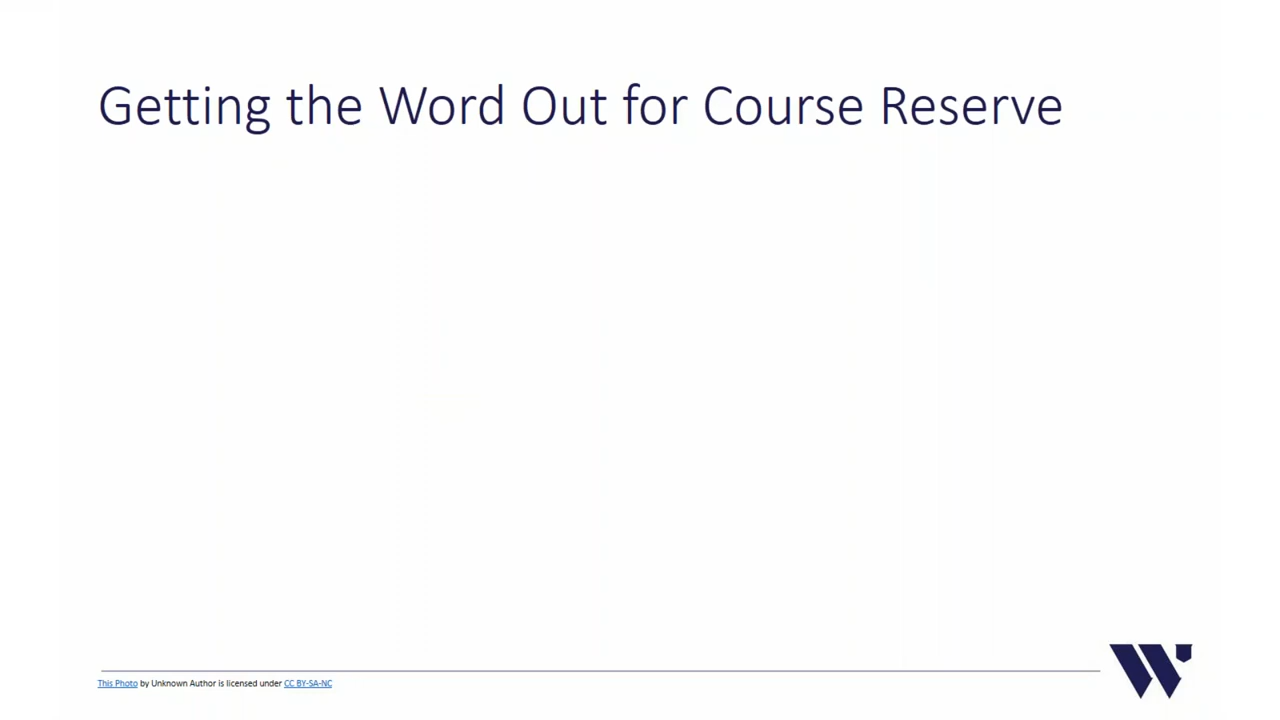 Getting the Word Out for Course Reserve
This Photo by Unknown Author is licensed under CC BY-SA-NC